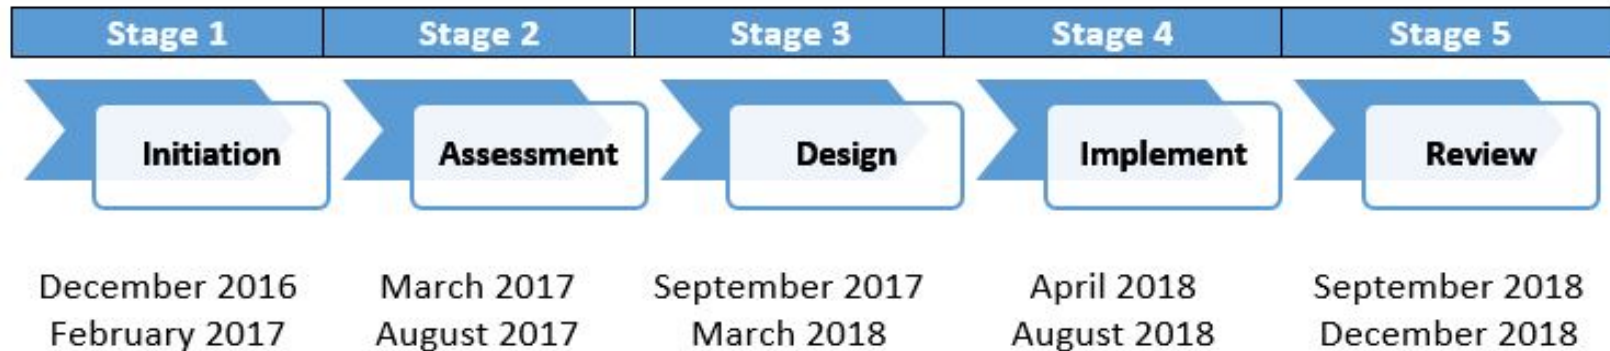 Stage 1 Stage 2 Stage 3 Stage 4 Stage 5
Initiation Assessment Design Implement Review
December 2016 March 2017 September 2017 April 2018 September 2018
February 2017 August 2017 March 2018 August 2018 December 2018